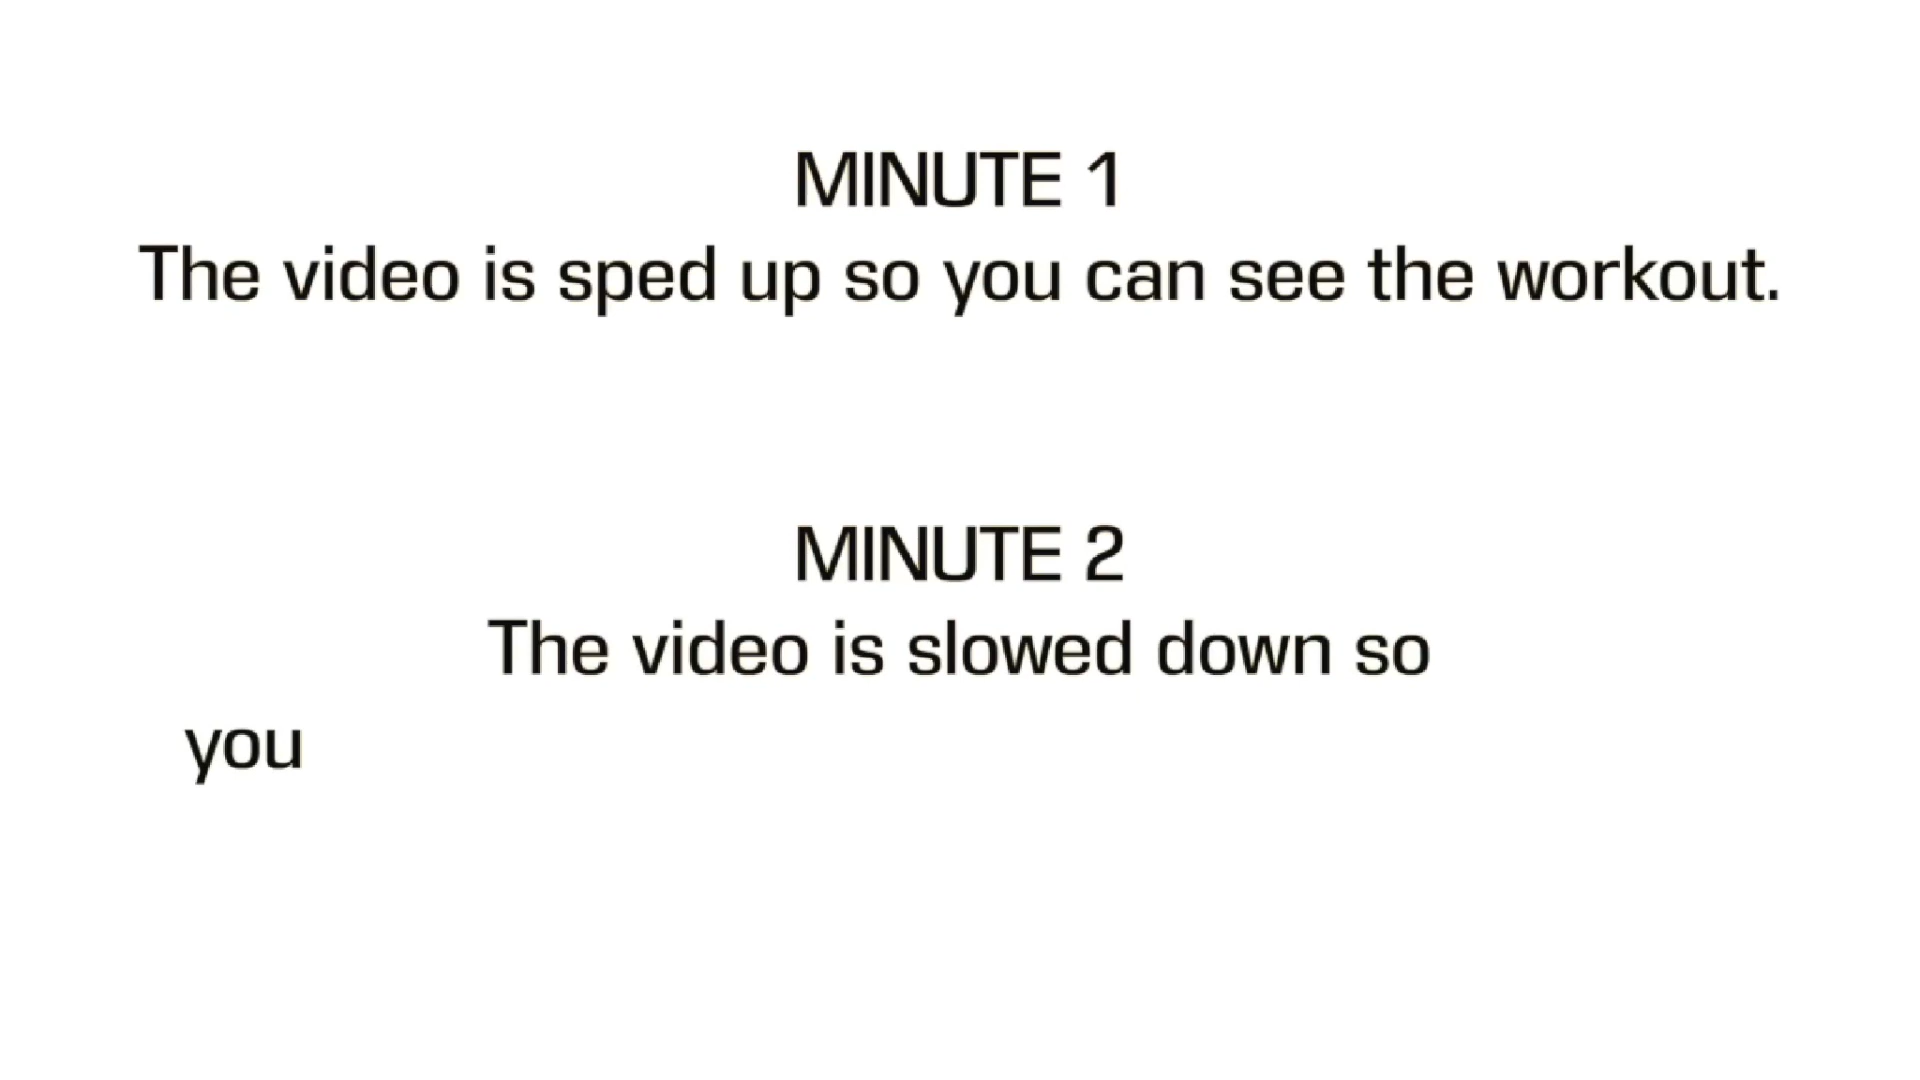 MINUTE 1
The video is sped up so you can see the workout.
MINUTE 2
The video is slowed down so
you